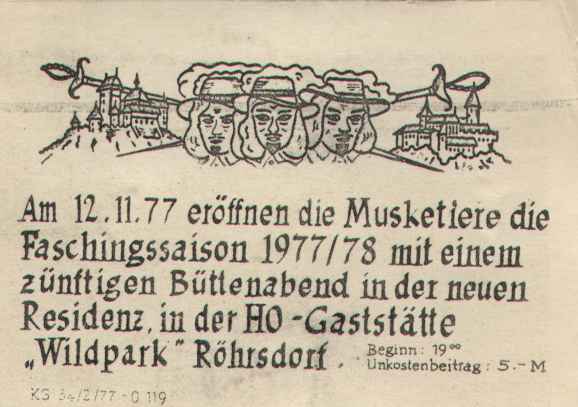 Am 12.11.77 eröffnen die Musketiere die
Faschingssaison 1977/78 mit einem
zünftigen Büttenabend in der neuen
Residenz, in der HO-Gaststätte
„Wildpark" Röhrsdorf.
Beginn: 19⁰⁰
Unkostenbeitrag: 5.- M
KG 34/2/77 - 0 119